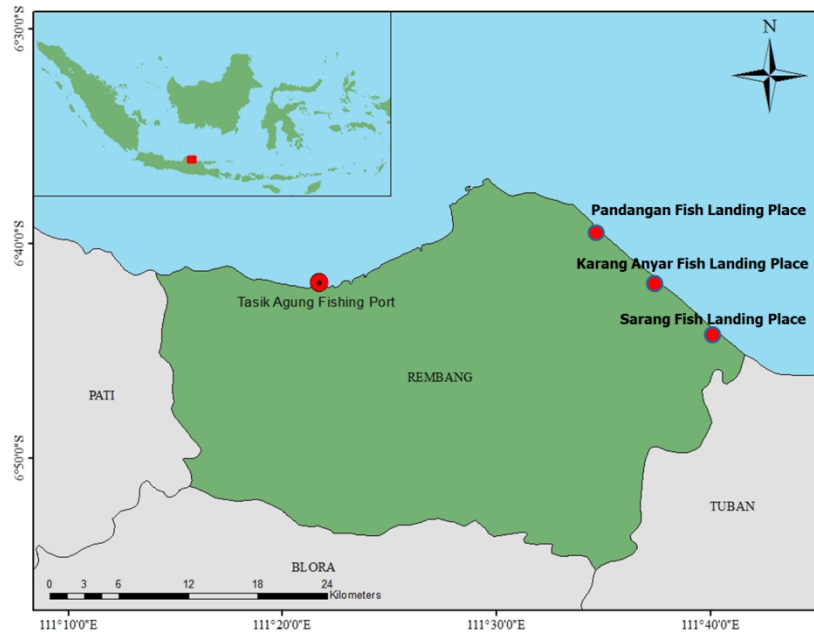 6°30'0"S
N
Pandangan Fish Landing Place
6°40'0"S
Karang Anyar Fish Landing Place
Tasik Agung Fishing Port
Sarang Fish Landing Place
REMBANG
PATI
6°50'0"S
TUBAN
BLORA
0 3 6 12 18 24
Kilometers
111°10'0"E 111°20'0"E 111°30'0"E 111°40'0"E